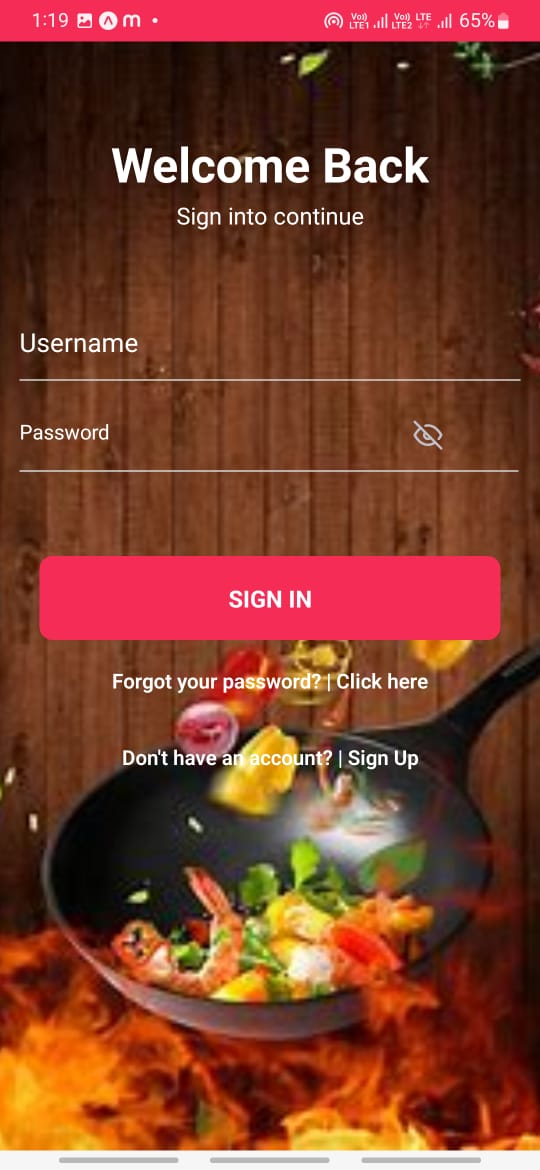 1:19 m
Vo) LTE1 Vo) LTE2 LTE 65%
Welcome Back
Sign into continue
Username
Password
SIGN IN
Forgot your password? | Click here
Don't have an account? | Sign Up